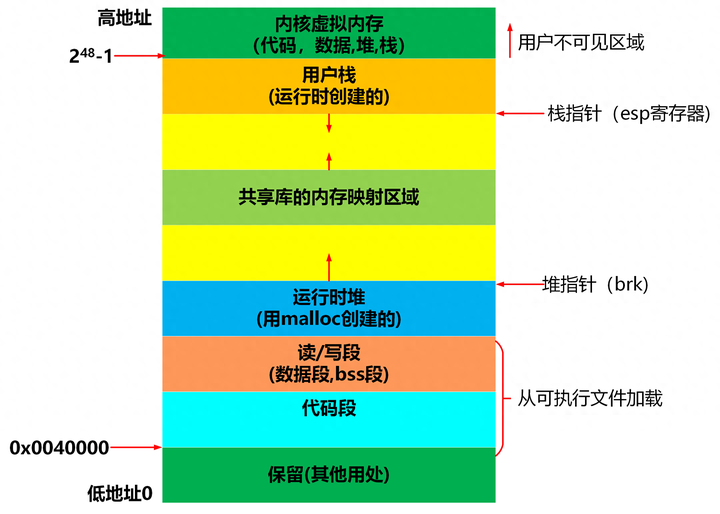 高地址
内核虚拟内存
(代码，数据,堆,栈)
用户不可见区域
2⁴⁸-1
用户栈
(运行时创建的)
栈指针（esp寄存器)
共享库的内存映射区域
堆指针（brk)
运行时堆
(用malloc创建的)
读/写段
(数据段,bss段)
从可执行文件加载
代码段
0x0040000
保留(其他用处)
低地址0